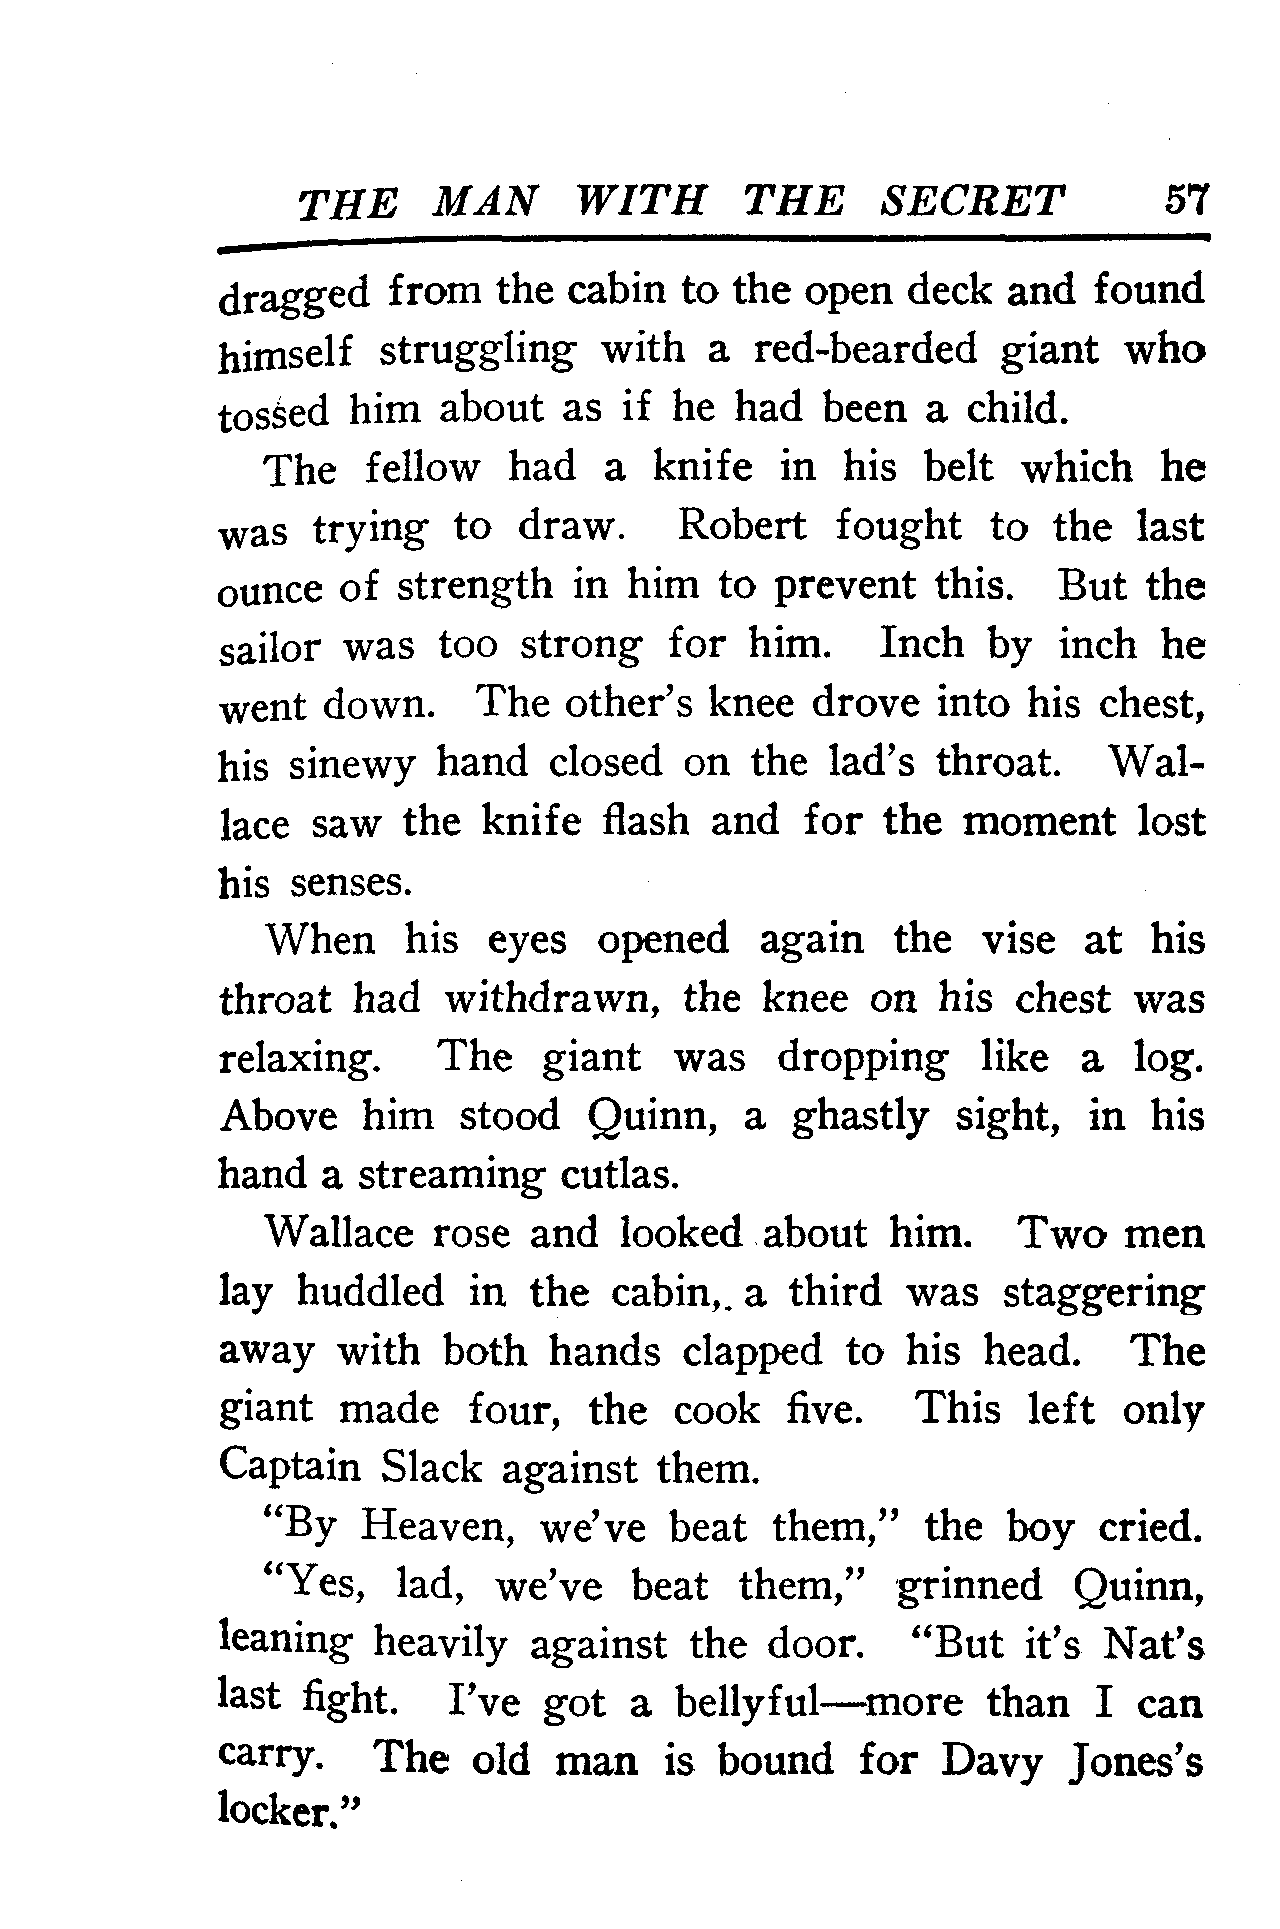 THE MAN WITH THE SECRET 57
dragged from the cabin to the open deck and found
himself struggling with a red-bearded giant who
tossed him about as if he had been a child.
The fellow had a knife in his belt which he
was trying to draw. Robert fought to the last
ounce of strength in him to prevent this. But the
sailor was too strong for him. Inch by inch he
went down. The other's knee drove into his chest,
his sinewy hand closed on the lad's throat. Wal-
lace saw the knife flash and for the moment lost
his senses.
When his eyes opened again the vise at his
throat had withdrawn, the knee on his chest was
relaxing. The giant was dropping like a log.
Above him stood Quinn, a ghastly sight, in his
hand a streaming cutlas.
Wallace rose and looked about him. Two men
lay huddled in the cabin, a third was staggering
away with both hands clapped to his head. The
giant made four, the cook five. This left only
Captain Slack against them.
"By Heaven, we've beat them," the boy cried.
"Yes, lad, we've beat them," grinned Quinn,
leaning heavily against the door. "But it's Nat's
last fight. I've got a bellyful—more than I can
carry. The old man is bound for Davy Jones's
locker."